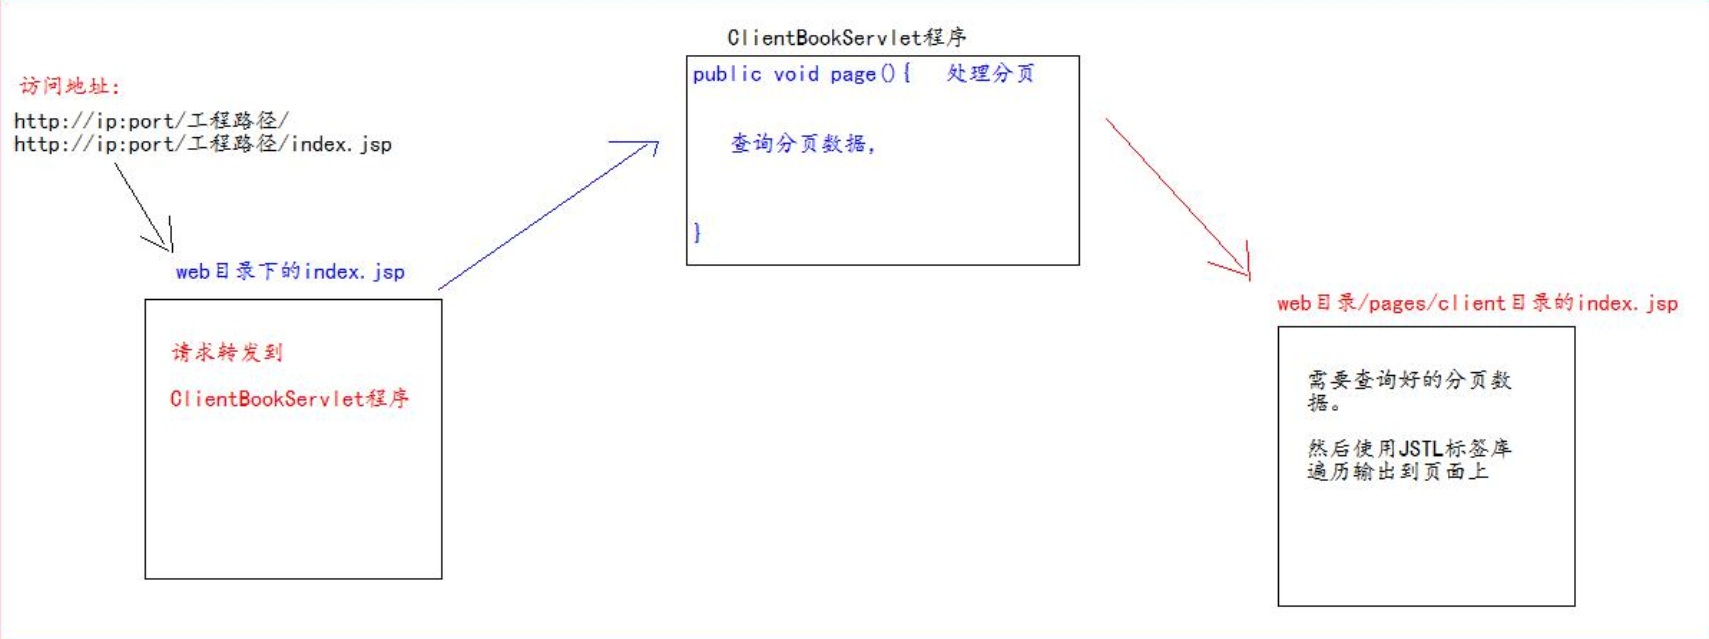 访问地址:
http://ip:port/工程路径/
http://ip:port/工程路径/index.jsp
web目录下的index.jsp
请求转发到
ClientBookServlet程序
ClientBookServlet程序
public void page(){ 处理分页
查询分页数据,
}
web目录/pages/client目录的index.jsp
需要查询好的分页数
据。
然后使用JSTL标签库
遍历输出到页面上